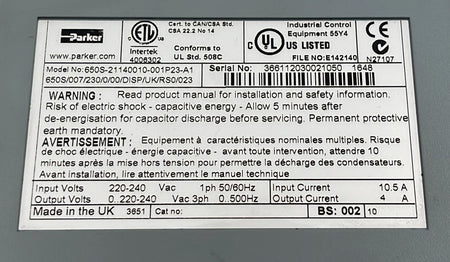 Parker
ETL
Intertek
4006302
Cert. to CAN/CSA Std.
CSA 22.2 No 14
Conforms to
UL Std. 508C
C UL US LISTED
Industrial Control
Equipment 55Y4
FILE NO:E142140
N27107
Model No:650S-21140010-001P23-A1
650S/007/230/0/00/DISP/UK/RS0/023
Serial No: 366112030021050 1648
WARNING : Read product manual for installation and safety information.
Risk of electric shock - capacitive energy - Allow 5 minutes after
de-energisation for capacitor discharge before servicing. Permanent protective
earth mandatory.
AVERTISSEMENT : Équipement à caractéristiques nominales multiples. Risque
de choc électrique - énergie capacitive - avant toute intervention, attendre 10
minutes après la mise hors tension pour permettre la décharge des condensateurs.
Avant installation, lire attentivement le manuel technique
Input Volts 220-240 Vac 1ph 50/60Hz Input Current 10.5 A
Output Volts 0..220-240 Vac 3ph 0..500Hz Output Current 4 A
Made in the UK 3651 Cat no: BS: 002 10